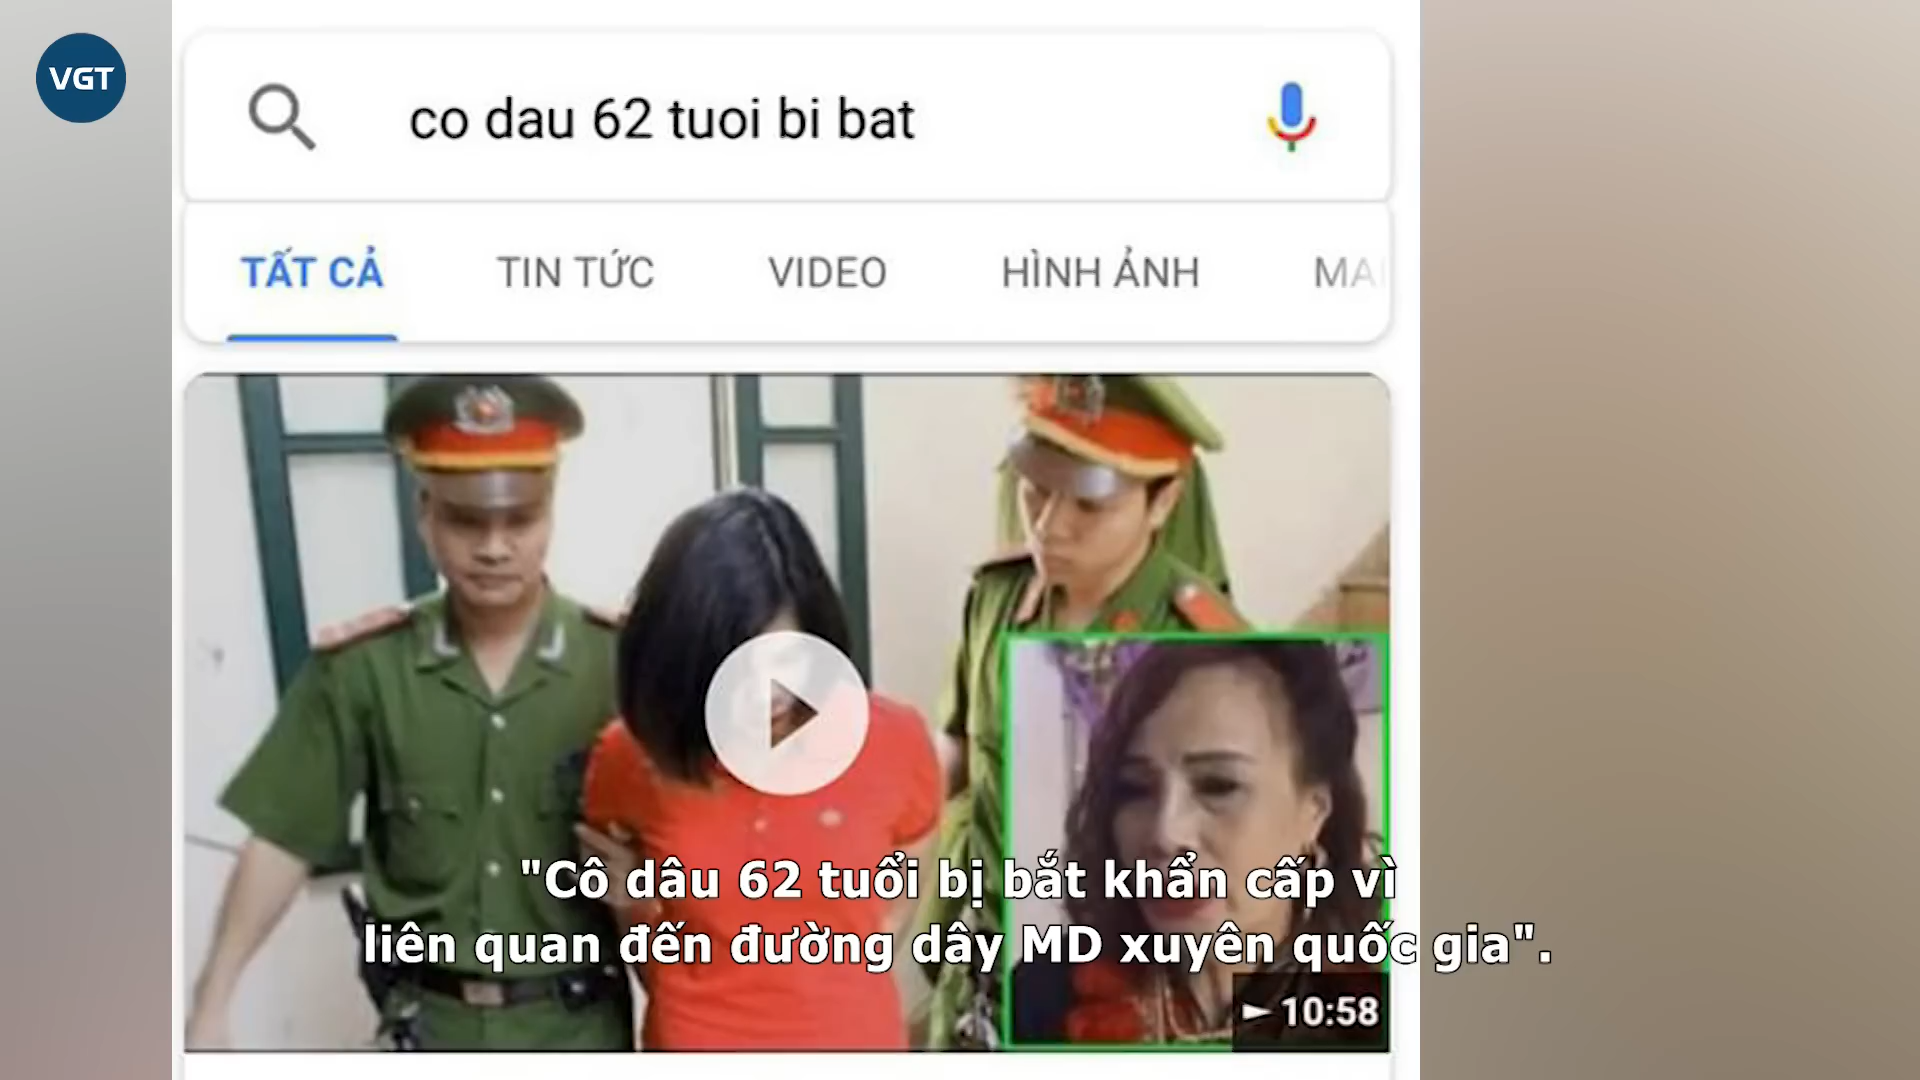 VGT
co dau 62 tuoi bi bat
TẤT CẢ TIN TỨC VIDEO HÌNH ẢNH MA
"Cô dâu 62 tuổi bị bắt khẩn cấp vì
liên quan đến đường dây MD xuyên quốc gia".
10:58